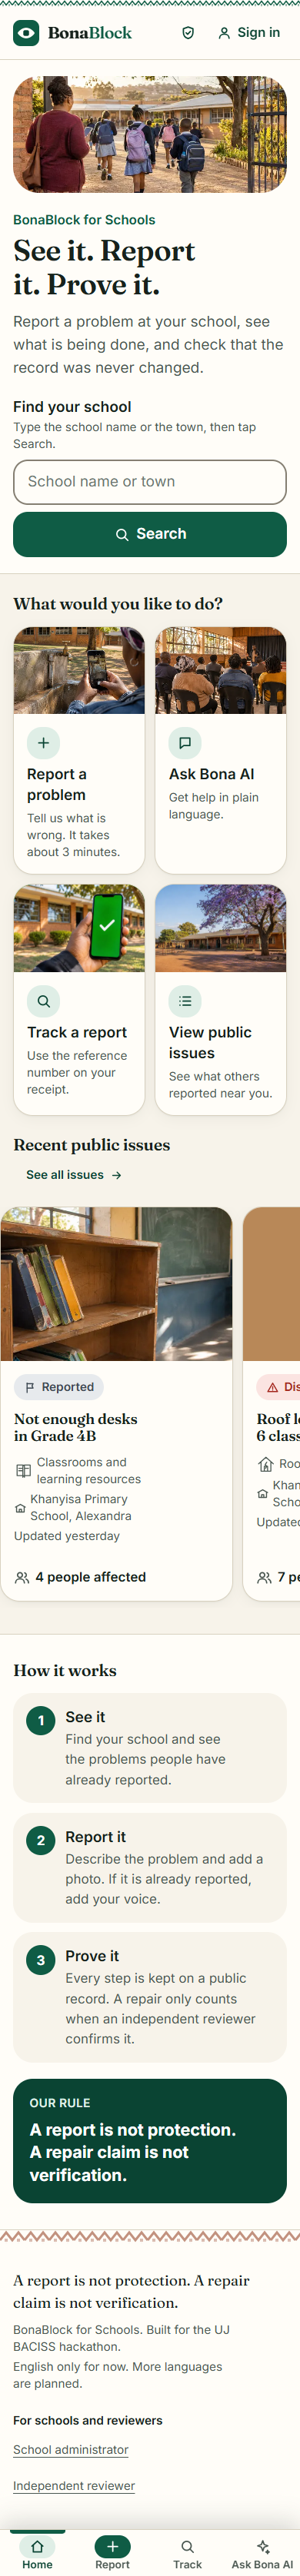 BonaBlock
Sign in
BonaBlock for Schools
See it. Report
it. Prove it.
Report a problem at your school, see
what is being done, and check that the
record was never changed.
Find your school
Type the school name or the town, then tap
Search.
School name or town
Search
What would you like to do?
Report a
problem
Tell us what is
wrong. It takes
about 3 minutes.
Ask Bona AI
Get help in plain
language.
Track a report
Use the reference
number on your
receipt.
View public
issues
See what others
reported near you.
Recent public issues
See all issues →
Reported
Not enough desks
in Grade 4B
Classrooms and
learning resources
Khanyisa Primary
School, Alexandra
Updated yesterday
4 people affected
How it works
1
See it
Find your school and see
the problems people have
already reported.
2
Report it
Describe the problem and add a
photo. If it is already reported,
add your voice.
3
Prove it
Every step is kept on a public
record. A repair only counts
when an independent reviewer
confirms it.
OUR RULE
A report is not protection.
A repair claim is not
verification.
A report is not protection. A repair
claim is not verification.
BonaBlock for Schools. Built for the UJ
BACISS hackathon.
English only for now. More languages
are planned.
For schools and reviewers
School administrator
Independent reviewer
Home
Report
Track
Ask Bona AI